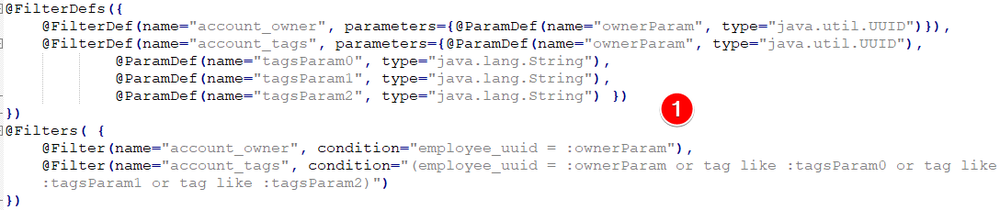 @FilterDefs({
    @FilterDef(name="account_owner", parameters={@ParamDef(name="ownerParam", type="java.util.UUID")}),
    @FilterDef(name="account_tags", parameters={@ParamDef(name="ownerParam", type="java.util.UUID"),
            @ParamDef(name="tagsParam0", type="java.lang.String"),
            @ParamDef(name="tagsParam1", type="java.lang.String"),
            @ParamDef(name="tagsParam2", type="java.lang.String") })
1
})
@Filters( {
    @Filter(name="account_owner", condition="employee_uuid = :ownerParam"),
    @Filter(name="account_tags", condition="(employee_uuid = :ownerParam or tag like :tagsParam0 or tag like
    :tagsParam1 or tag like :tagsParam2)")
})